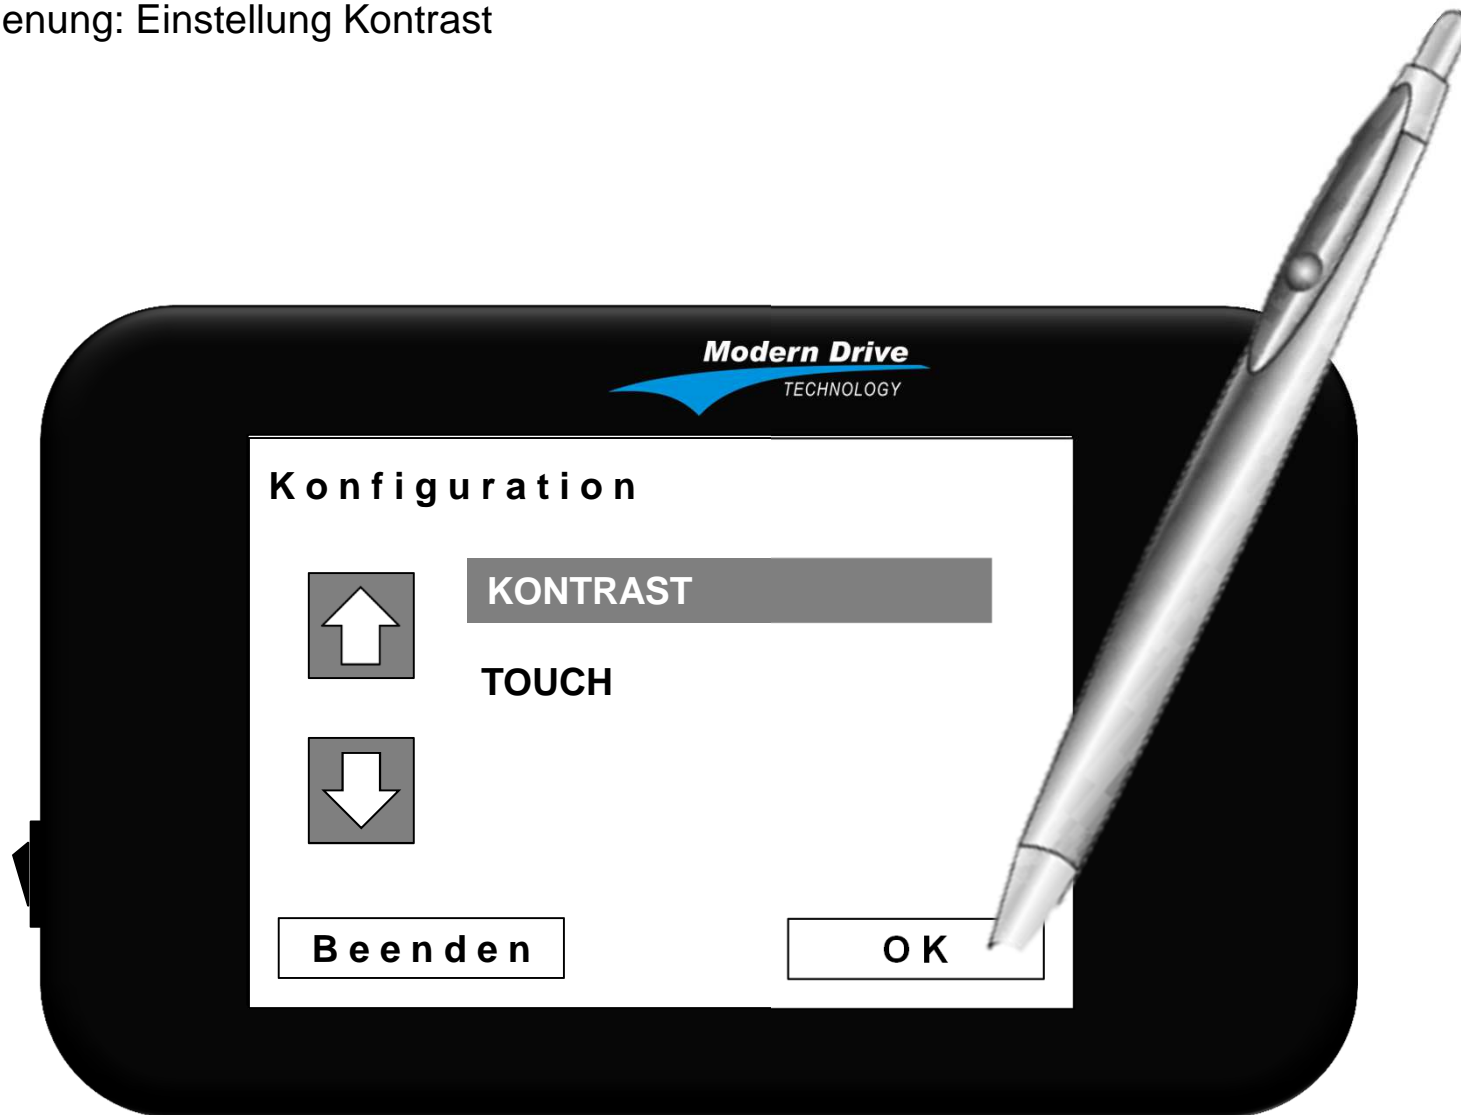 enung: Einstellung Kontrast
Modern Drive
TECHNOLOGY
Konfiguration
KONTRAST
TOUCH
Beenden
OK